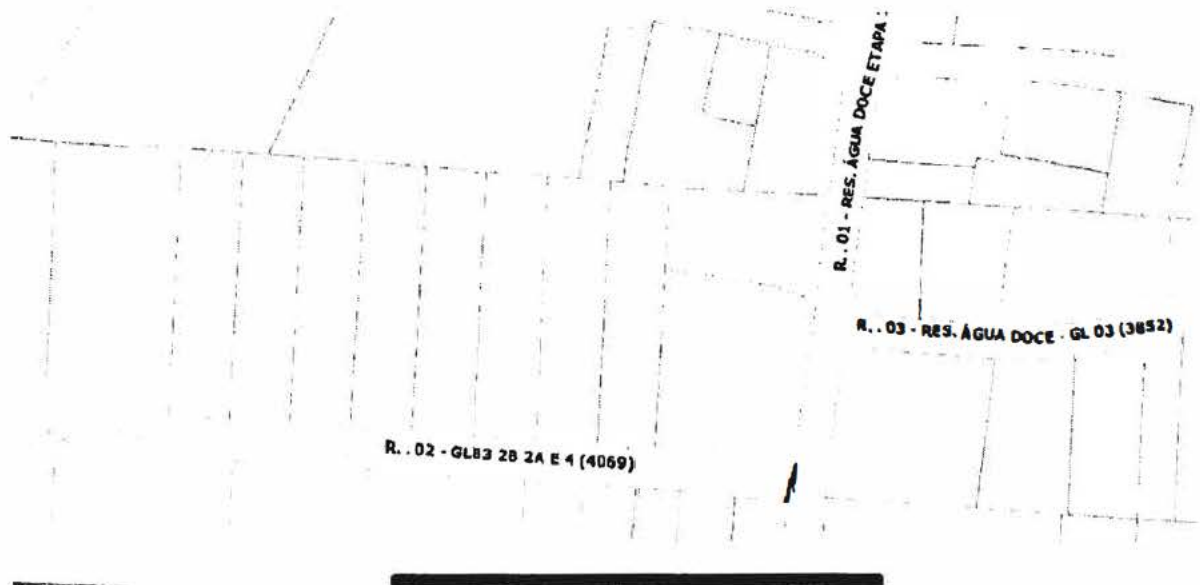 R. . 01 - RES. ÁGUA DOCE ETAPA :
R. . 03 - RES. ÁGUA DOCE - GL 03 (3852)
R. . 02 - GLB3 2B 2A E 4 (4069)